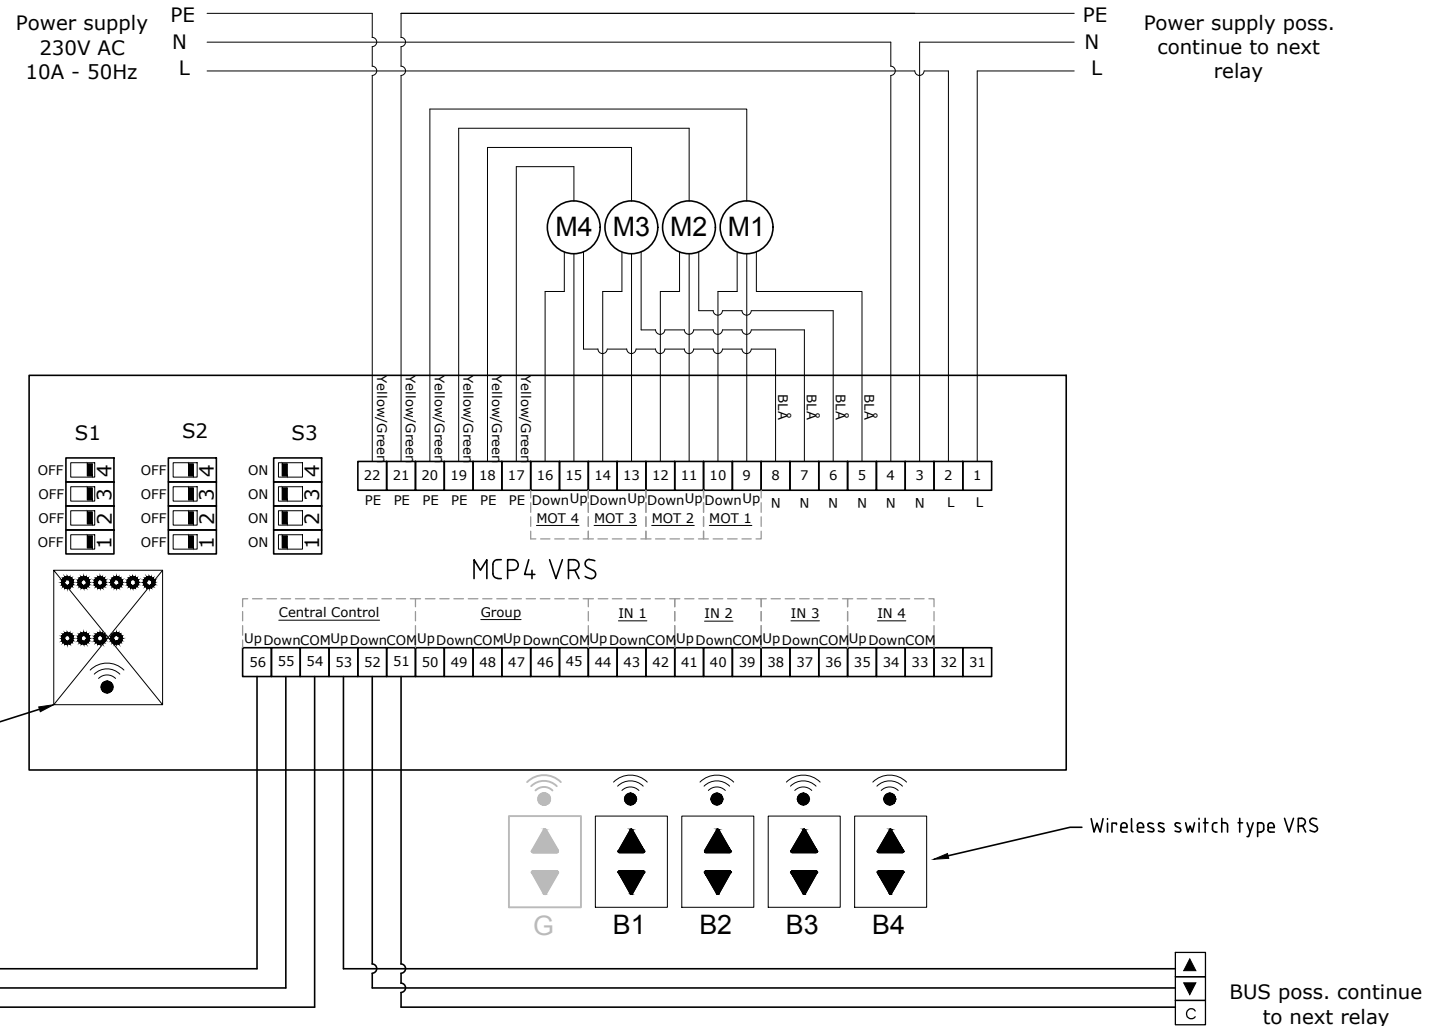 Power supply
230V AC
10A - 50Hz
PE
N
L
PE
N
L
Power supply poss.
continue to next
relay
M4 M3 M2 M1
Yellow/Green Yellow/Green Yellow/Green Yellow/Green Yellow/Green Yellow/Green
BLÅ BLÅ BLÅ BLÅ
S1 S2 S3
OFF 4 OFF 4 ON 4
OFF 3 OFF 3 ON 3
OFF 2 OFF 2 ON 2
OFF 1 OFF 1 ON 1
22 21 20 19 18 17 16 15 14 13 12 11 10 9 8 7 6 5 4 3 2 1
PE PE PE PE PE PE Down Up Down Up Down Up Down Up N N N N N N L L
MOT 4 MOT 3 MOT 2 MOT 1
MCP4 VRS
Central Control Group IN 1 IN 2 IN 3 IN 4
Up Down COM Up Down COM Up Down COM Up Down COM Up Down COM Up Down COM Up Down COM Up Down COM
56 55 54 53 52 51 50 49 48 47 46 45 44 43 42 41 40 39 38 37 36 35 34 33 32 31
Wireless switch type VRS
G B1 B2 B3 B4
C
BUS poss. continue
to next relay